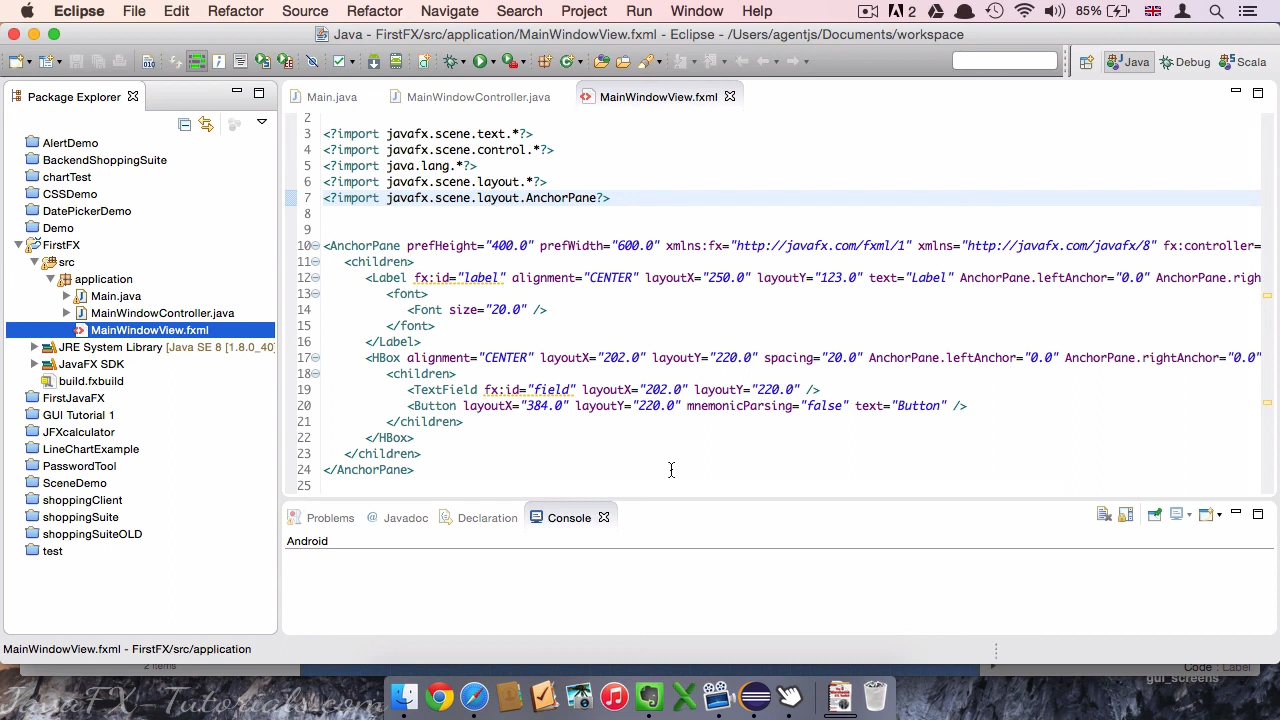 Eclipse File Edit Refactor Source Refactor Navigate Search Project Run Window Help 2 85%
Java - FirstFX/src/application/MainWindowView.fxml - Eclipse - /Users/agentjs/Documents/workspace
Java Debug Scala
Package Explorer
Main.java MainWindowController.java MainWindowView.fxml
AlertDemo
BackendShoppingSuite
chartTest
CSSDemo
DatePickerDemo
Demo
FirstFX
src
application
Main.java
MainWindowController.java
MainWindowView.fxml
JRE System Library [Java SE 8 [1.8.0_40]
JavaFX SDK
build.fxbuild
FirstJavaFX
GUI Tutorial 1
JFXcalculator
LineChartExample
PasswordTool
SceneDemo
shoppingClient
shoppingSuite
shoppingSuiteOLD
test
2
3 <?import javafx.scene.text.*?>
4 <?import javafx.scene.control.*?>
5 <?import java.lang.*?>
6 <?import javafx.scene.layout.*?>
7 <?import javafx.scene.layout.AnchorPane?>
8
9
10 <AnchorPane prefHeight="400.0" prefWidth="600.0" xmlns:fx="http://javafx.com/fxml/1" xmlns="http://javafx.com/javafx/8" fx:controller=
11 <children>
12 <Label fx:id="label" alignment="CENTER" layoutX="250.0" layoutY="123.0" text="Label" AnchorPane.leftAnchor="0.0" AnchorPane.righ
13 <font>
14 <Font size="20.0" />
15 </font>
16 </Label>
17 <HBox alignment="CENTER" layoutX="202.0" layoutY="220.0" spacing="20.0" AnchorPane.leftAnchor="0.0" AnchorPane.rightAnchor="0.0"
18 <children>
19 <TextField fx:id="field" layoutX="202.0" layoutY="220.0" />
20 <Button layoutX="384.0" layoutY="220.0" mnemonicParsing="false" text="Button" />
21 </children>
22 </HBox>
23 </children>
24 </AnchorPane>
25
Problems Javadoc Declaration Console
Android
MainWindowView.fxml - FirstFX/src/application
2 items
Code : Label
gui_screens
JavaFX-Tutorials.com